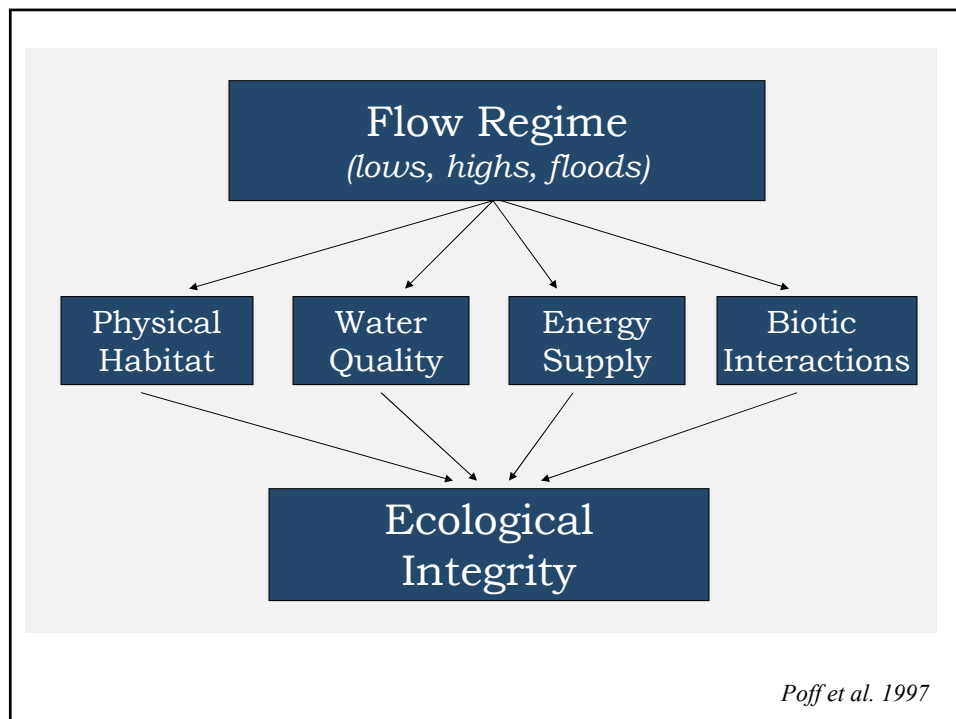 Flow Regime
(lows, highs, floods)
Physical
Habitat
Water
Quality
Energy
Supply
Biotic
Interactions
Ecological
Integrity
Poff et al. 1997